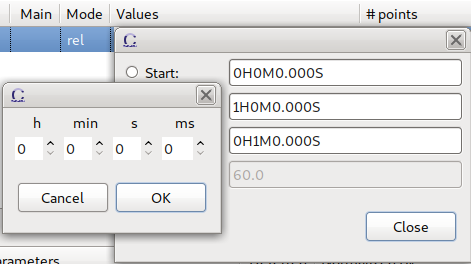 Main Mode Values # points
rel
Start: 0H0M0.000S
1H0M0.000S
0H1M0.000S
60.0
Close
h min s ms
0 0 0 0
Cancel OK